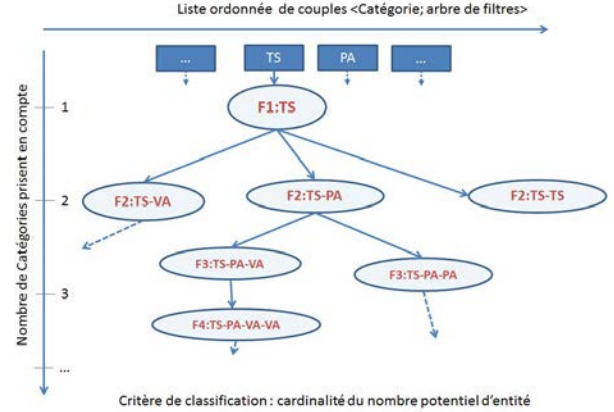 Liste ordonnée de couples <Catégorie; arbre de filtres>
... TS PA ...
Nombre de Catégories prisent en compte
1
F1:TS
2
F2:TS-VA F2:TS-PA F2:TS-TS
F3:TS-PA-VA F3:TS-PA-PA
3
F4:TS-PA-VA-VA
...
Critère de classification : cardinalité du nombre potentiel d'entité